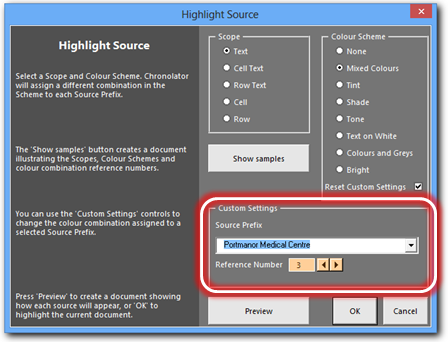 Highlight Source
Highlight Source
Select a Scope and Colour Scheme. Chronolator
will assign a different combination in the
Scheme to each Source Prefix.
The 'Show samples' button creates a document
illustrating the Scopes, Colour Schemes and
colour combination reference numbers.
You can use the 'Custom Settings' controls to
change the colour combination assigned to a
selected Source Prefix.
Press 'Preview' to create a document showing
how each source will appear, or 'OK' to
highlight the current document.
Scope
Text
Cell Text
Row Text
Cell
Row
Show samples
Colour Scheme
None
Mixed Colours
Tint
Shade
Tone
Text on White
Colours and Greys
Bright
Reset Custom Settings
Custom Settings
Source Prefix
Portmanor Medical Centre
Reference Number 3
Preview
OK
Cancel